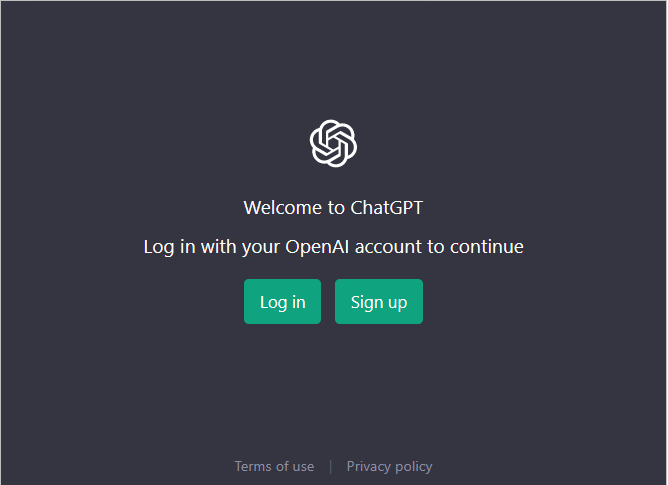 Welcome to ChatGPT
Log in with your OpenAI account to continue
Log in Sign up
Terms of use | Privacy policy